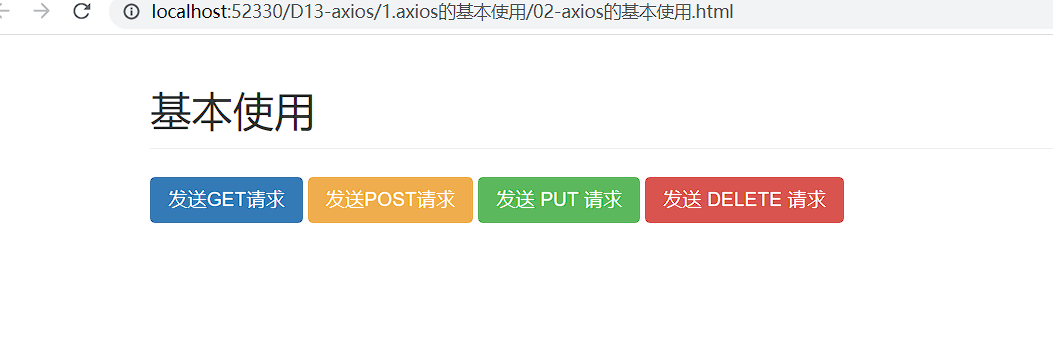 localhost:52330/D13-axios/1.axios的基本使用/02-axios的基本使用.html
基本使用
发送GET请求 发送POST请求 发送 PUT 请求 发送 DELETE 请求